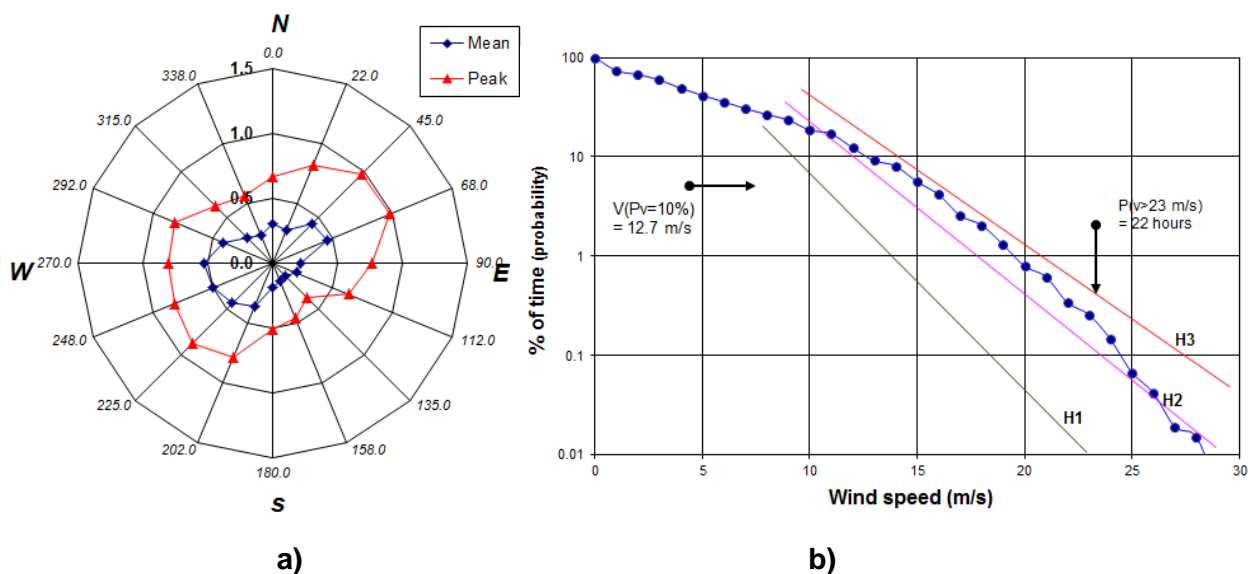 N
0.0
22.0
45.0
68.0
90.0
E
112.0
135.0
158.0
180.0
s
202.0
225.0
248.0
270.0
W
292.0
315.0
338.0
1.5
1.0
0.5
0.0
Mean
Peak
a)
% of time (probability)
100
10
1
0.1
0.01
0
5
10
15
20
25
30
Wind speed (m/s)
V(Pv=10%)
= 12.7 m/s
P(v>23 m/s)
= 22 hours
H1
H2
H3
b)